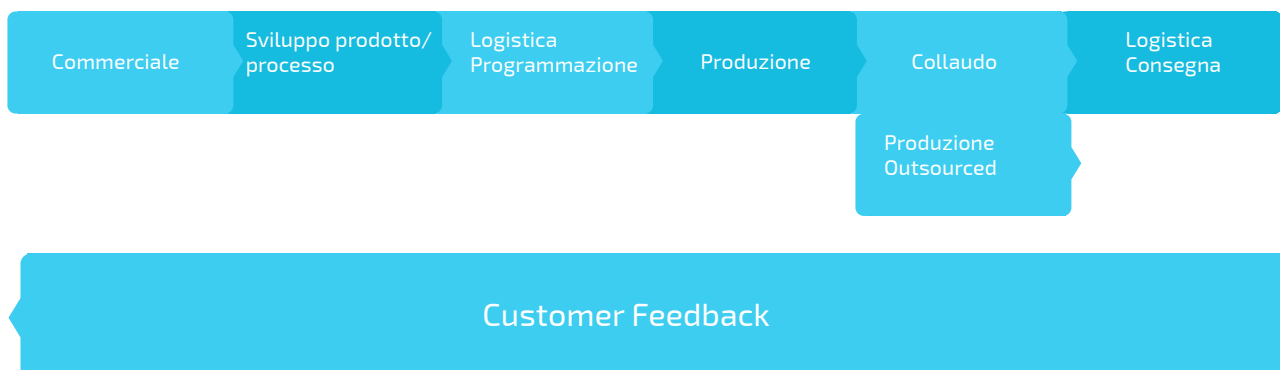 Commerciale
Sviluppo prodotto/
processo
Logistica
Programmazione
Produzione
Collaudo
Logistica
Consegna
Produzione
Outsourced
Customer Feedback